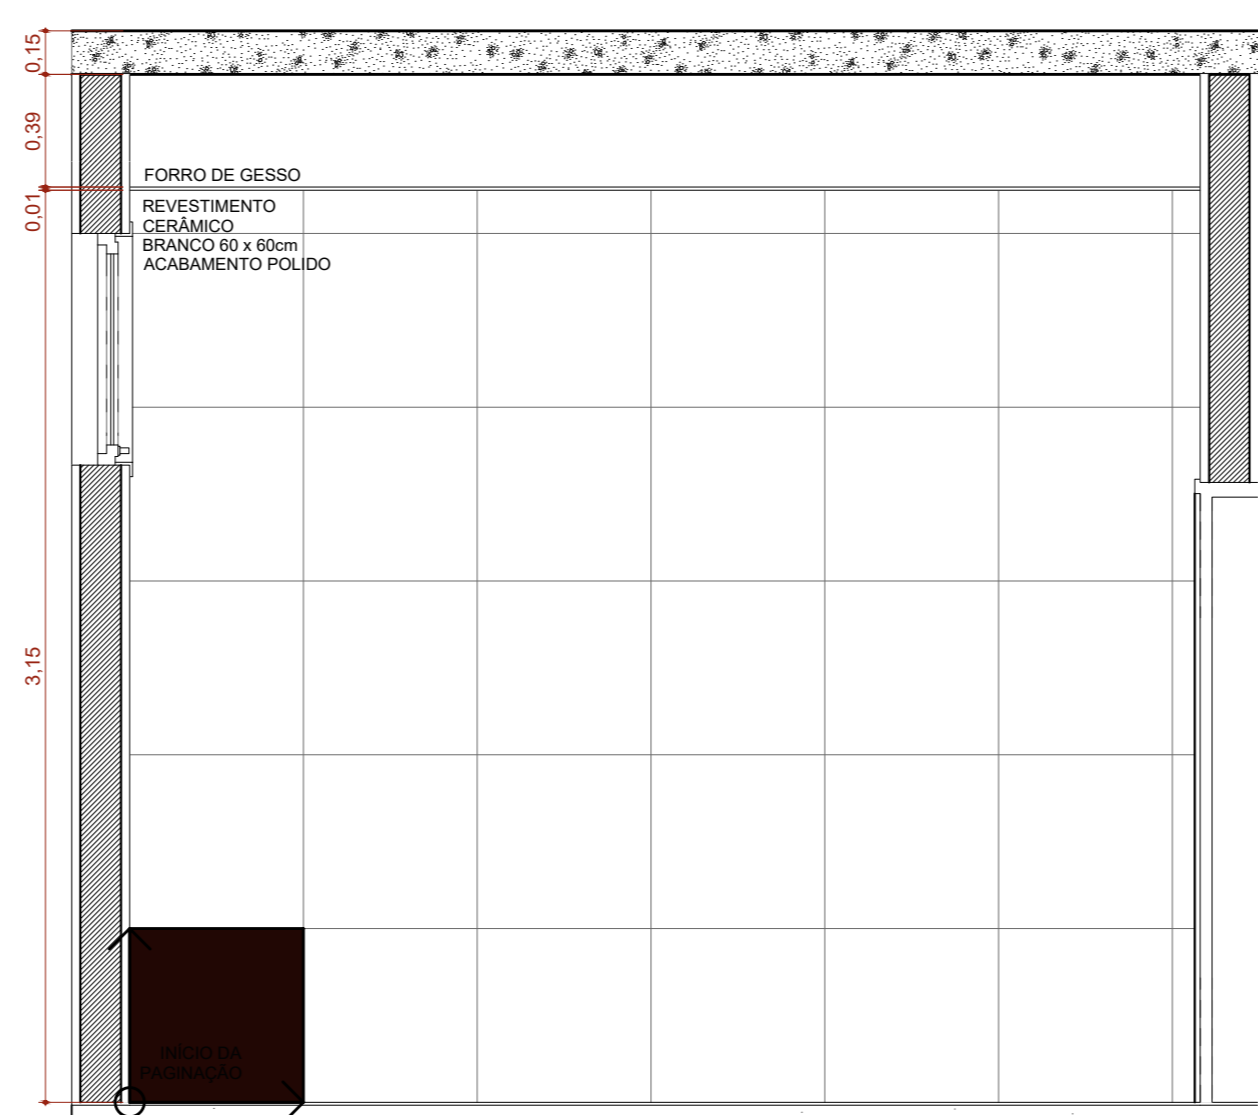 0,15
0,39
0,01
3,15
FORRO DE GESSO
REVESTIMENTO
CERÂMICO
BRANCO 60 x 60cm
ACABAMENTO POLIDO
INÍCIO DA
PAGINAÇÃO